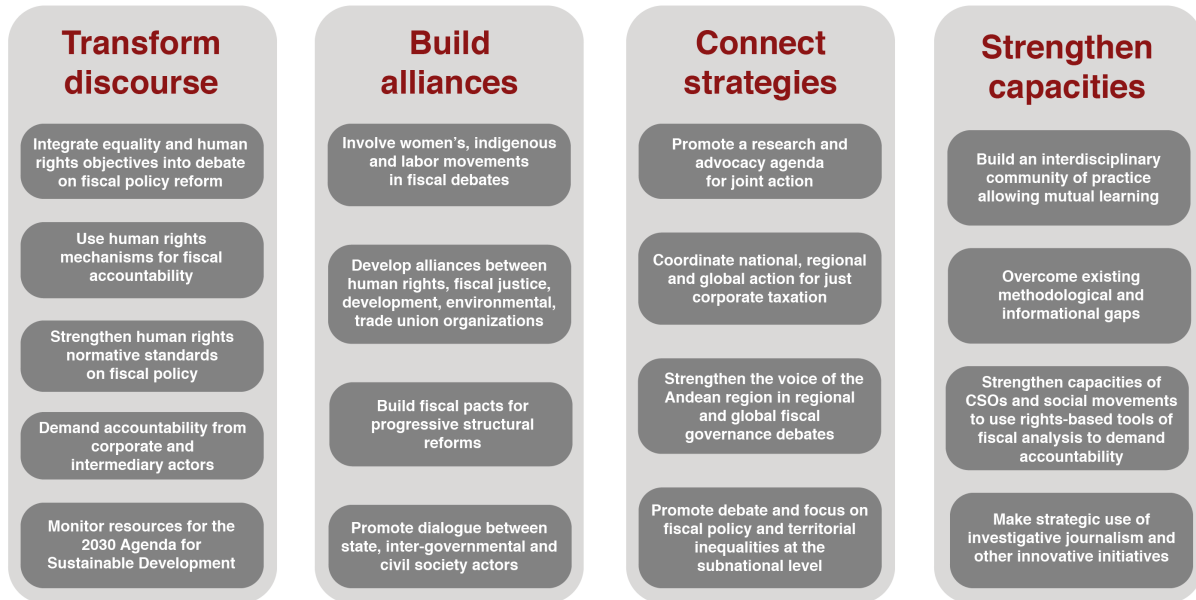 Transform
discourse
Integrate equality and human
rights objectives into debate
on fiscal policy reform
Use human rights
mechanisms for fiscal
accountability
Strengthen human rights
normative standards
on fiscal policy
Demand accountability from
corporate and
intermediary actors
Monitor resources for the
2030 Agenda for
Sustainable Development
Build
alliances
Involve women's, indigenous
and labor movements
in fiscal debates
Develop alliances between
human rights, fiscal justice,
development, environmental,
trade union organizations
Build fiscal pacts for
progressive structural
reforms
Promote dialogue between
state, inter-governmental and
civil society actors
Connect
strategies
Promote a research and
advocacy agenda
for joint action
Coordinate national, regional
and global action for just
corporate taxation
Strengthen the voice of the
Andean region in regional
and global fiscal
governance debates
Promote debate and focus on
fiscal policy and territorial
inequalities at the
subnational level
Strengthen
capacities
Build an interdisciplinary
community of practice
allowing mutual learning
Overcome existing
methodological and
informational gaps
Strengthen capacities of
CSOs and social movements
to use rights-based tools of
fiscal analysis to demand
accountability
Make strategic use of
investigative journalism and
other innovative initiatives